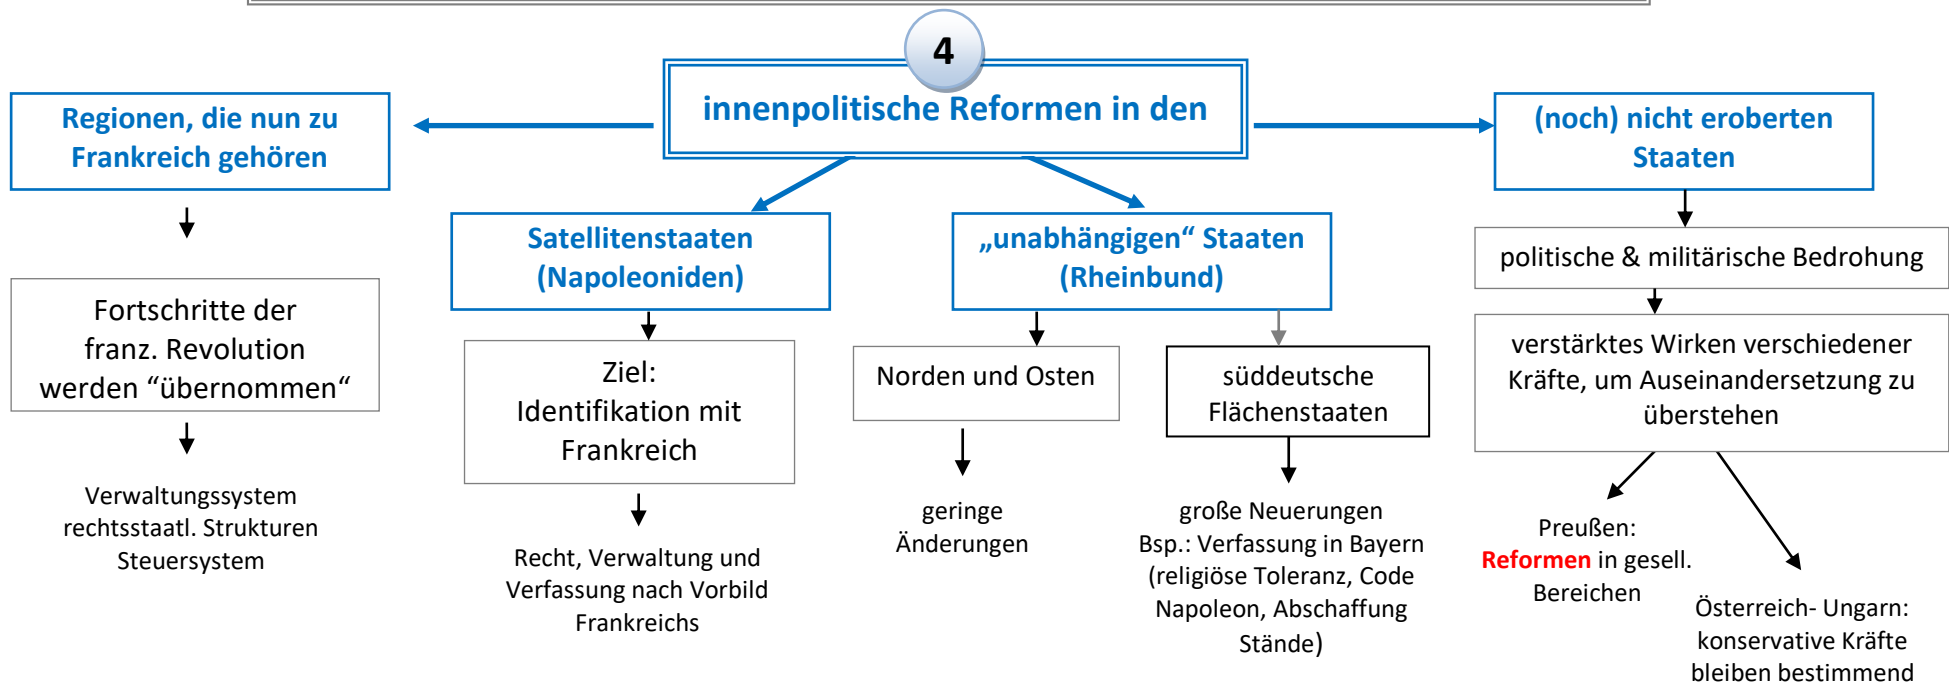 4
innenpolitische Reformen in den
Regionen, die nun zu
Frankreich gehören
Fortschritte der
franz. Revolution
werden “übernommen“
Verwaltungssystem
rechtsstaatl. Strukturen
Steuersystem
Satellitenstaaten
(Napoleoniden)
Ziel:
Identifikation mit
Frankreich
Recht, Verwaltung und
Verfassung nach Vorbild
Frankreichs
„unabhängigen“ Staaten
(Rheinbund)
Norden und Osten
geringe
Änderungen
süddeutsche
Flächenstaaten
große Neuerungen
Bsp.: Verfassung in Bayern
(religiöse Toleranz, Code
Napoleon, Abschaffung
Stände)
(noch) nicht eroberten
Staaten
politische & militärische Bedrohung
verstärktes Wirken verschiedener
Kräfte, um Auseinandersetzung zu
überstehen
Preußen:
Reformen in gesell.
Bereichen
Österreich- Ungarn:
konservative Kräfte
bleiben bestimmend